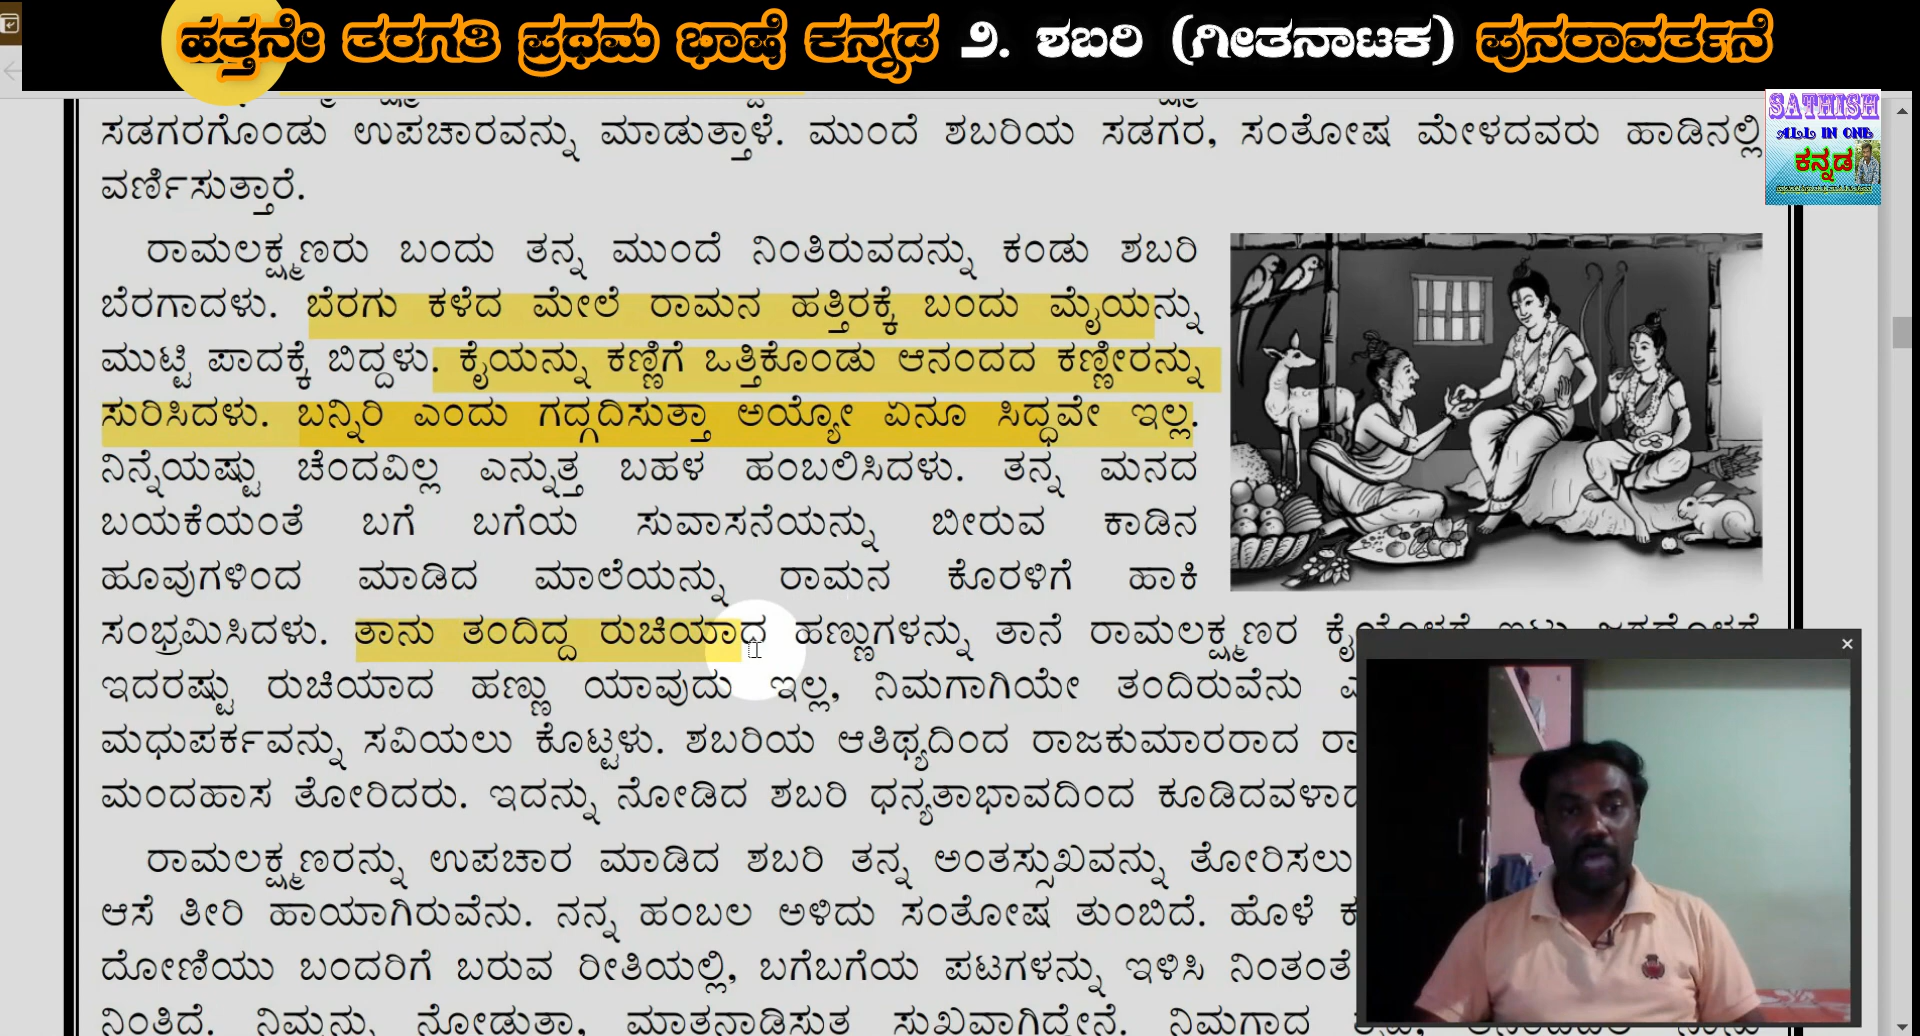 ಹತ್ತನೇ ತರಗತಿ ಪ್ರಥಮ ಭಾಷೆ ಕನ್ನಡ ೨. ಶಬರಿ (ಗೀತನಾಟಕ) ಪುನರಾವರ್ತನೆ
SATHISH
ALL IN ONE
ಕನ್ನಡ
ಸಡಗರಗೊಂಡು ಉಪಚಾರವನ್ನು ಮಾಡುತ್ತಾಳೆ. ಮುಂದೆ ಶಬರಿಯ ಸಡಗರ, ಸಂತೋಷ ಮೇಳದವರು ಹಾಡಿನಲ್ಲಿ
ವರ್ಣಿಸುತ್ತಾರೆ.
ರಾಮಲಕ್ಷ್ಮಣರು ಬಂದು ತನ್ನ ಮುಂದೆ ನಿಂತಿರುವದನ್ನು ಕಂಡು ಶಬರಿ
ಬೆರಗಾದಳು. ಬೆರಗು ಕಳೆದ ಮೇಲೆ ರಾಮನ ಹತ್ತಿರಕ್ಕೆ ಬಂದು ಮೈಯನ್ನು
ಮುಟ್ಟಿ ಪಾದಕ್ಕೆ ಬಿದ್ದಳು. ಕೈಯನ್ನು ಕಣ್ಣಿಗೆ ಒತ್ತಿಕೊಂಡು ಆನಂದದ ಕಣ್ಣೀರನ್ನು
ಸುರಿಸಿದಳು. ಬನ್ನಿರಿ ಎಂದು ಗದ್ಗದಿಸುತ್ತಾ ಅಯ್ಯೋ ಏನೂ ಸಿದ್ಧವೇ ಇಲ್ಲ.
ನಿನ್ನೆಯಷ್ಟು ಚೆಂದವಿಲ್ಲ ಎನ್ನುತ್ತ ಬಹಳ ಹಂಬಲಿಸಿದಳು. ತನ್ನ ಮನದ
ಬಯಕೆಯಂತೆ ಬಗೆ ಬಗೆಯ ಸುವಾಸನೆಯನ್ನು ಬೀರುವ ಕಾಡಿನ
ಹೂವುಗಳಿಂದ ಮಾಡಿದ ಮಾಲೆಯನ್ನು ರಾಮನ ಕೊರಳಿಗೆ ಹಾಕಿ
ಸಂಭ್ರಮಿಸಿದಳು. ತಾನು ತಂದಿದ್ದ ರುಚಿಯಾದ ಹಣ್ಣುಗಳನ್ನು ತಾನೆ ರಾಮಲಕ್ಷ್ಮಣರ
ಇದರಷ್ಟು ರುಚಿಯಾದ ಹಣ್ಣು ಯಾವುದು ಇಲ್ಲ, ನಿಮಗಾಗಿಯೇ ತಂದಿರುವೆನು
ಮಧುಪರ್ಕವನ್ನು ಸವಿಯಲು ಕೊಟ್ಟಳು. ಶಬರಿಯ ಆತಿಥ್ಯದಿಂದ ರಾಜಕುಮಾರರಾದ
ಮಂದಹಾಸ ತೋರಿದರು. ಇದನ್ನು ನೋಡಿದ ಶಬರಿ ಧನ್ಯತಾಭಾವದಿಂದ
ರಾಮಲಕ್ಷ್ಮಣರನ್ನು ಉಪಚಾರ ಮಾಡಿದ ಶಬರಿ ತನ್ನ ಅಂತಸ್ಸುಖವನ್ನು ತೋರಿಸಲು
ಆಸೆ ತೀರಿ ಹಾಯಾಗಿರುವೆನು. ನನ್ನ ಹಂಬಲ ಅಳಿದು ಸಂತೋಷ ತುಂಬಿದೆ. ಹೊಳೆ
ದೋಣಿಯು ಬಂದರಿಗೆ ಬರುವ ರೀತಿಯಲ್ಲಿ, ಬಗೆಬಗೆಯ ಪಟಗಳನ್ನು ಇಳಿಸಿ ನಿಂತಂತೆ
ನಿಂತಿದೆ. ನಿಮ್ಮನ್ನು ನೋಡುತ್ತಾ, ಮಾತನಾಡಿಸುತ್ತ ಸುಖವಾಗಿದ್ದೇನೆ. ನಿಮಗಾದ